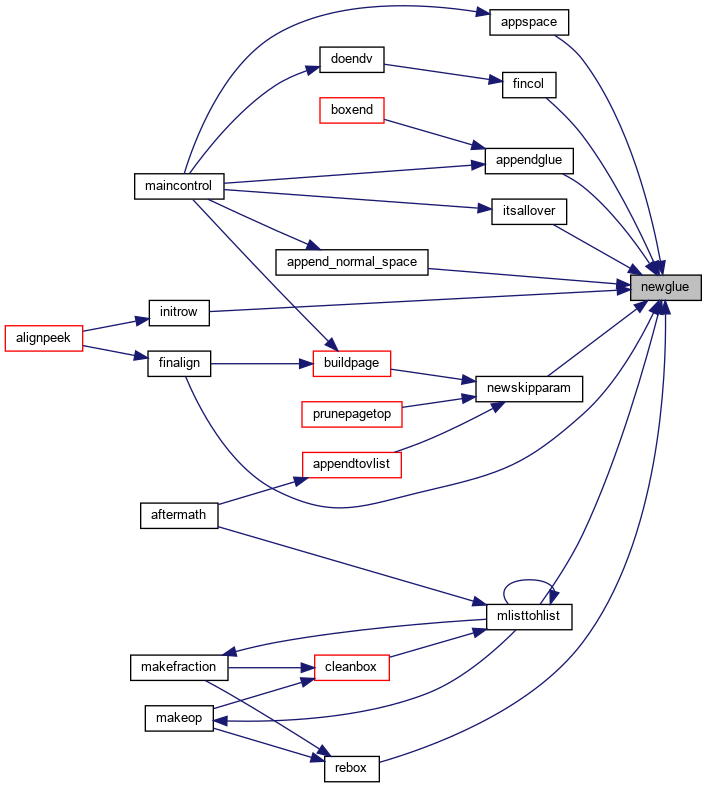 appspace
doendv
fincol
boxend
appendglue
maincontrol
itsallover
append_normal_space
newglue
initrow
alignpeek
finalign
buildpage
newskipparam
prunepagetop
appendtovlist
aftermath
mlisttohlist
makefraction
cleanbox
makeop
rebox